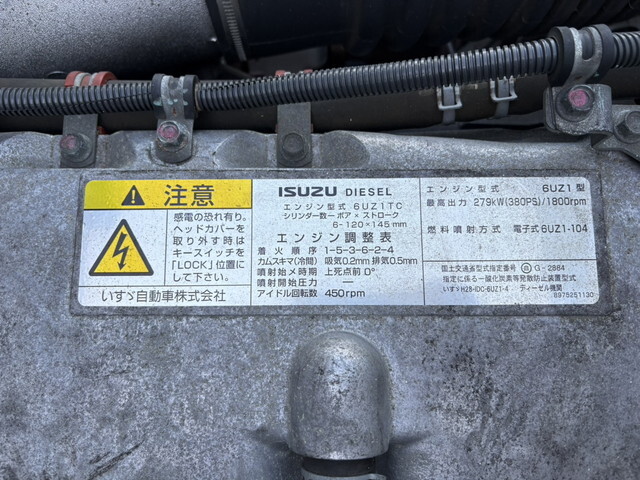 注意
感電の恐れ有り。
ヘッドカバーを
取り外す時は
キースイッチを
「LOCK」位置に
して下さい。
いすゞ自動車株式会社
ISUZU DIESEL
エンジン型式 6UZ1TC
シリンダー数－ボア×ストローク
6-120×145mm
エンジン調整表
着火順序 1-5-3-6-2-4
カムスキマ(冷間) 吸気0.2mm 排気0.5mm
噴射始メ時期 上死点前0°
噴射開始圧力 —
アイドル回転数 450rpm
エンジン型式 6UZ1型
最高出力 279kW(380PS)/1800rpm
燃料噴射方式 電子式6UZ1-104
国土交通省型式指定番号 G-2884
指定に係る一酸化炭素等発散防止装置型式
いすゞH28-IDC-6UZ1-4 ディーゼル機関
8975251130